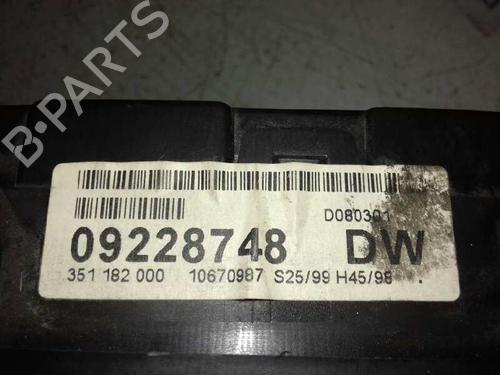 B-PARTS
D080301
09228748 DW
351 182 000 10670987 S25/99 H45/98 .